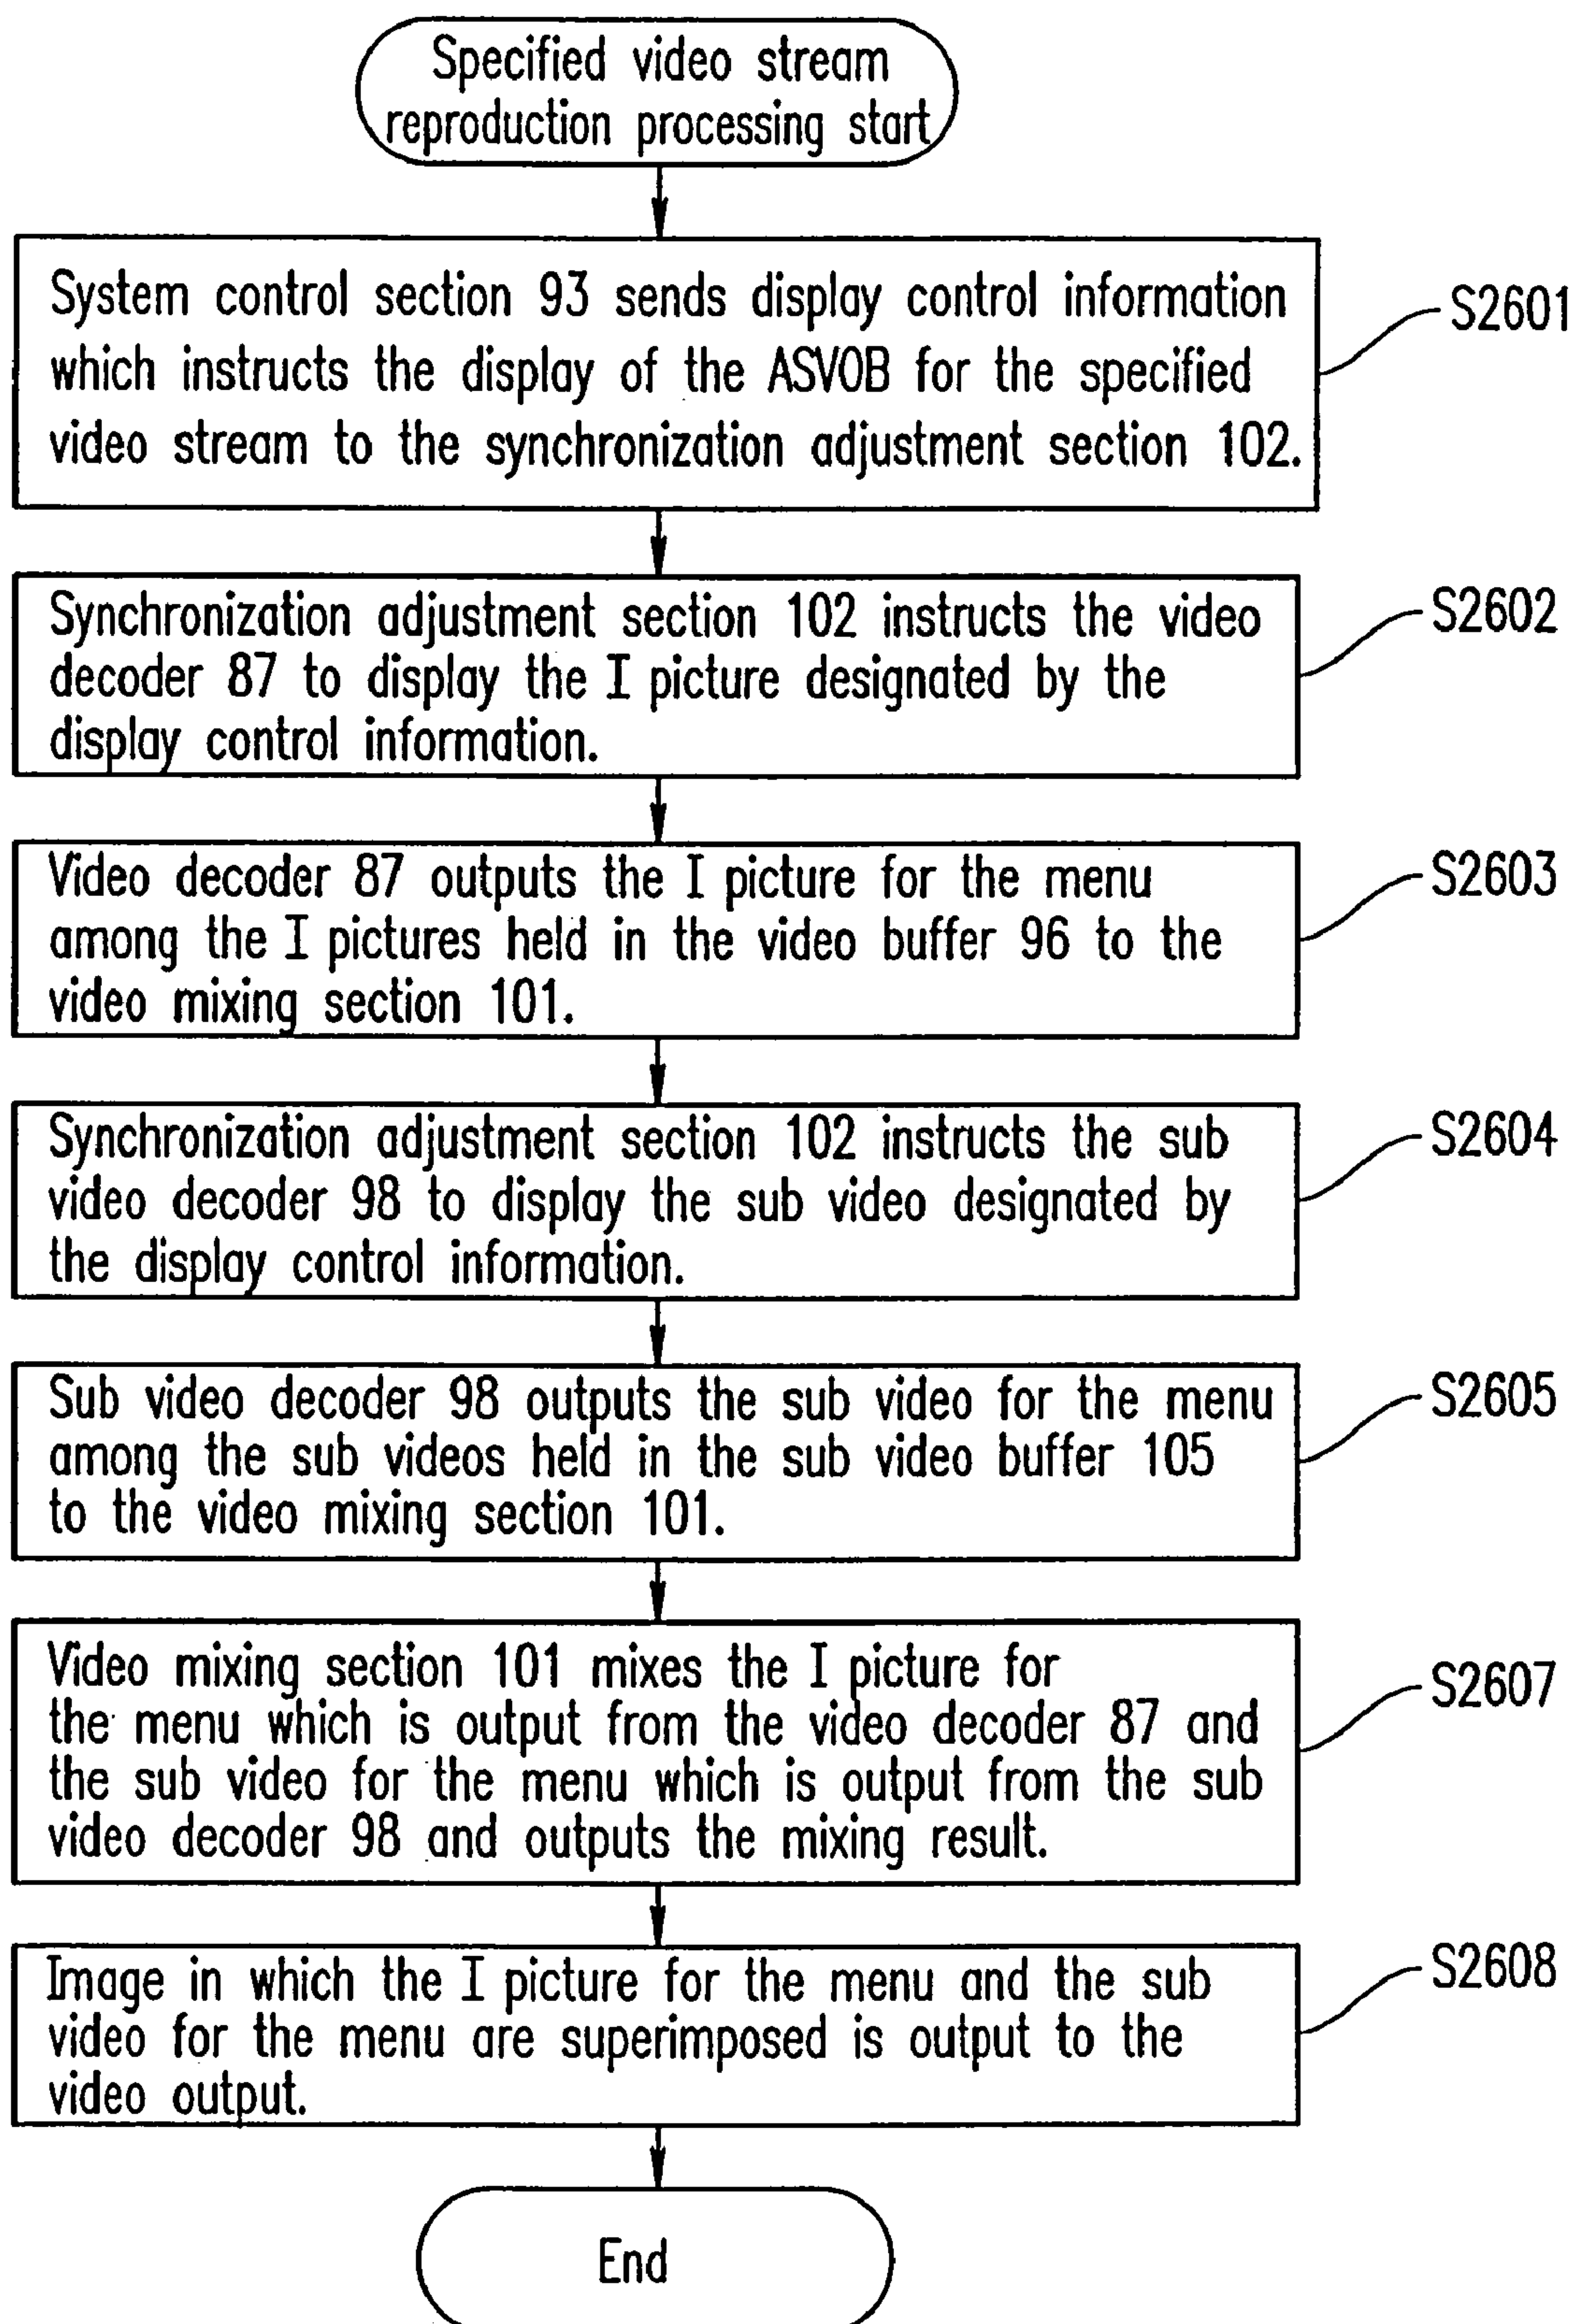 Specified video stream
reproduction processing start
System control section 93 sends display control information
which instructs the display of the ASVOB for the specified
video stream to the synchronization adjustment section 102.
S2601
Synchronization adjustment section 102 instructs the video
decoder 87 to display the I picture designated by the
display control information.
S2602
Video decoder 87 outputs the I picture for the menu
among the I pictures held in the video buffer 96 to the
video mixing section 101.
S2603
Synchronization adjustment section 102 instructs the sub
video decoder 98 to display the sub video designated by
the display control information.
S2604
Sub video decoder 98 outputs the sub video for the menu
among the sub videos held in the sub video buffer 105
to the video mixing section 101.
S2605
Video mixing section 101 mixes the I picture for
the menu which is output from the video decoder 87 and
the sub video for the menu which is output from the sub
video decoder 98 and outputs the mixing result.
S2607
Image in which the I picture for the menu and the sub
video for the menu are superimposed is output to the
video output.
S2608
End